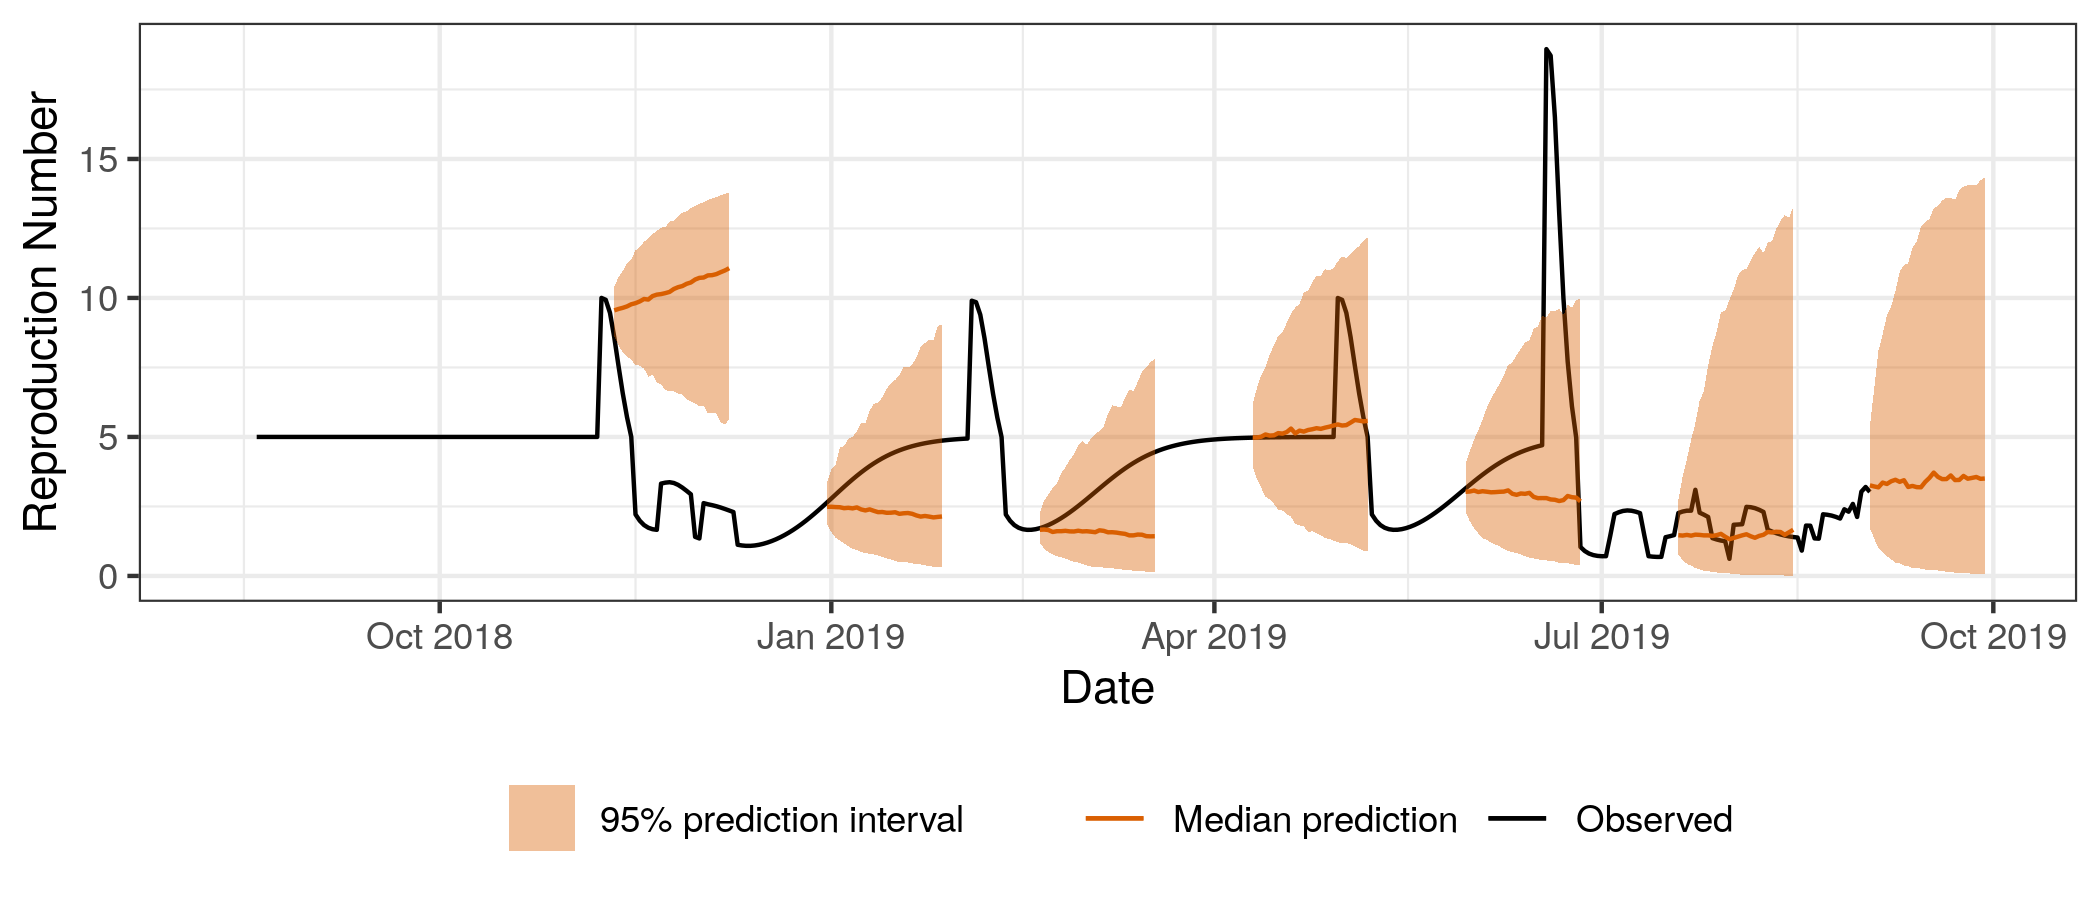 Reproduction Number
15
10
5
0
Oct 2018 Jan 2019 Apr 2019 Jul 2019 Oct 2019
Date
95% prediction interval Median prediction Observed